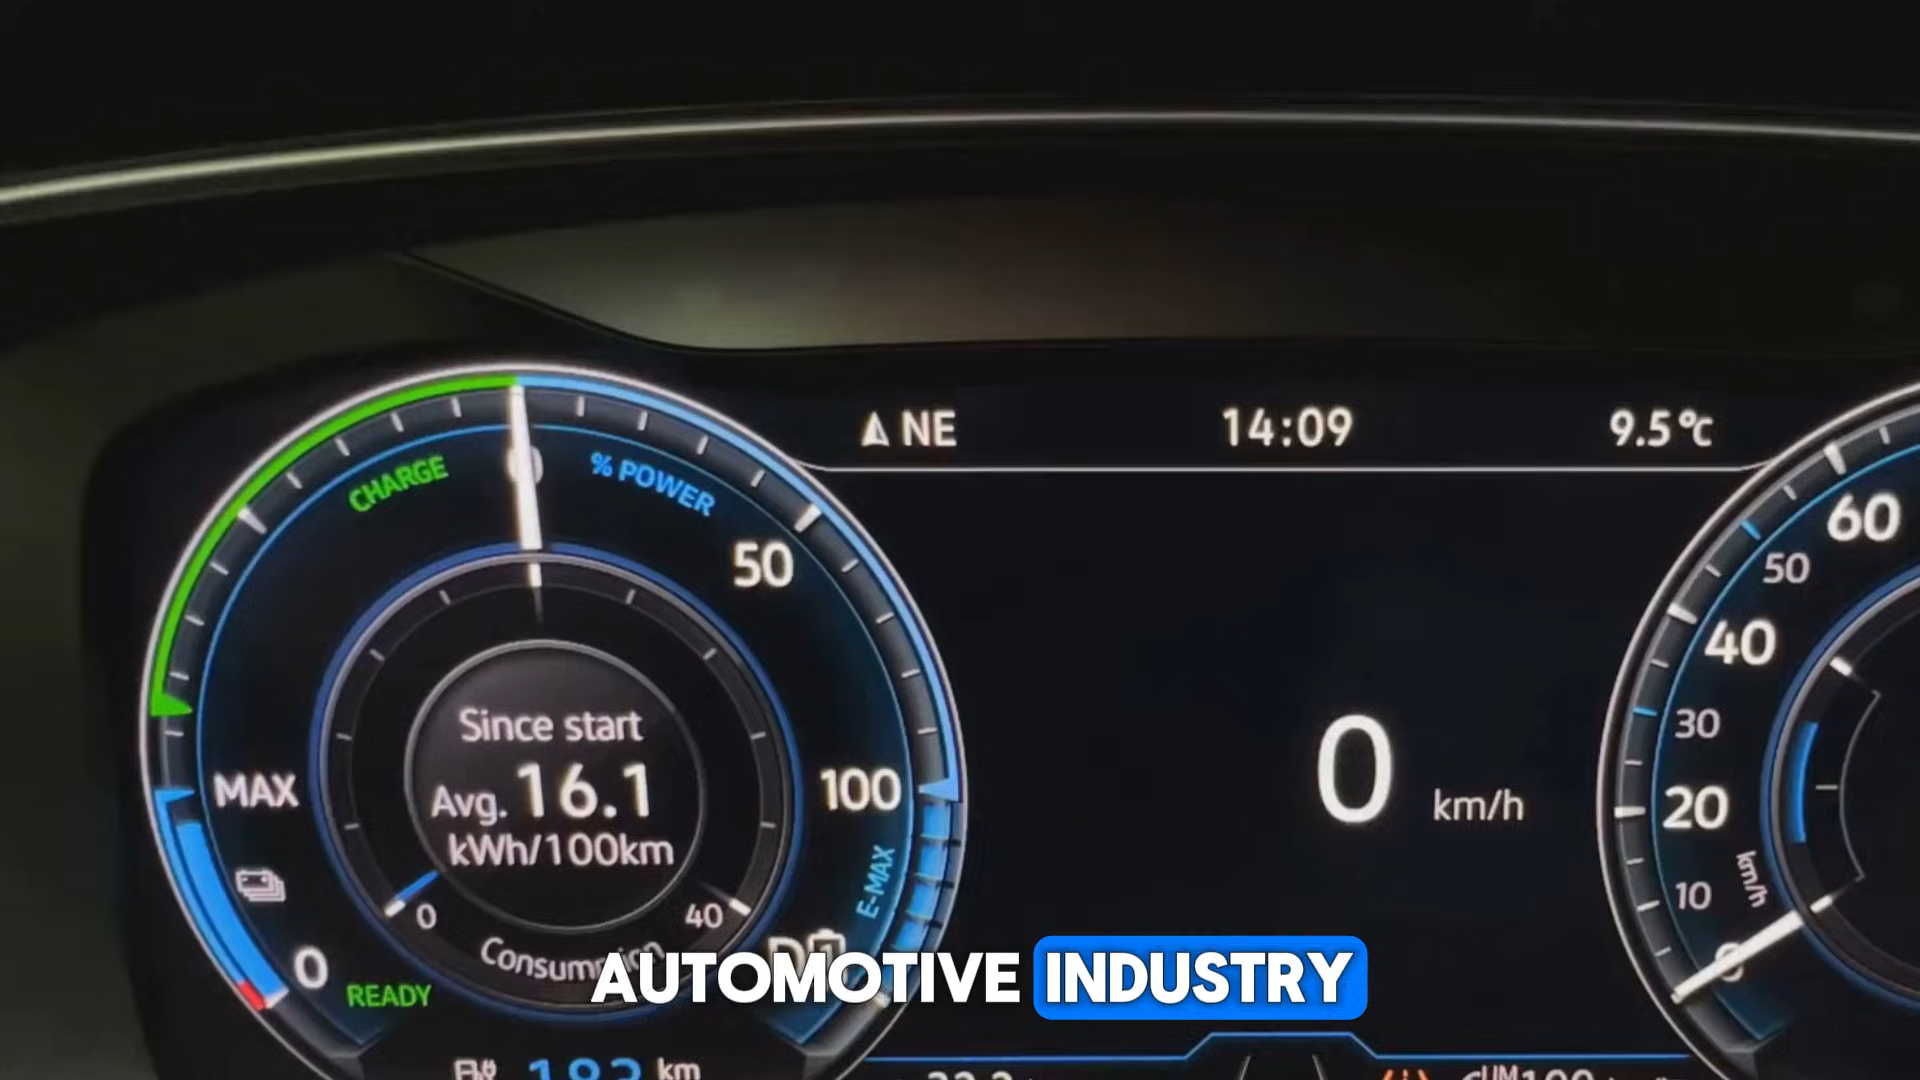 NE
14:09
9.5°C
CHARGE
% POWER
50
100
MAX
0
READY
E-MAX
Since start
Avg. 16.1
kWh/100km
0
40
0
km/h
60
50
40
30
20
10
km/h
AUTOMOTIVE INDUSTRY
km